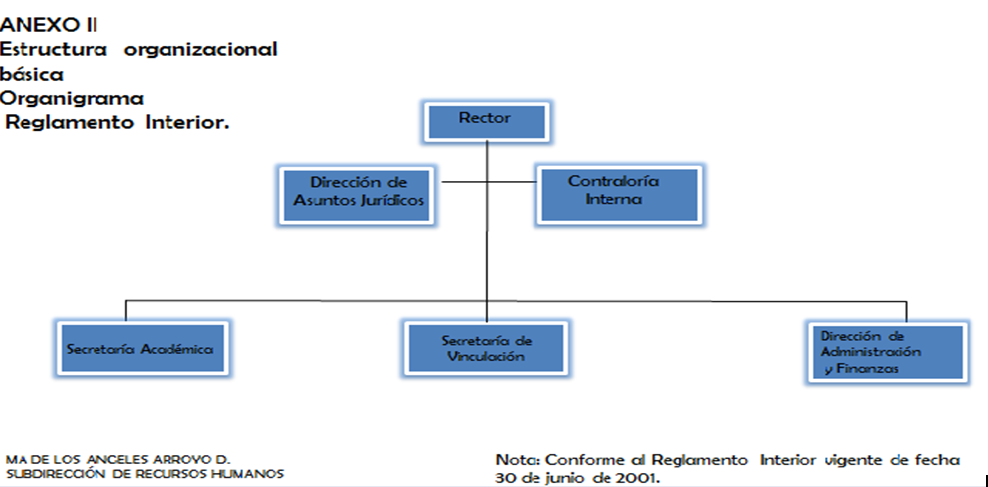 ANEXO II
Estructura organizacional
básica
Organigrama
Reglamento Interior.
Rector
Dirección de
Asuntos Jurídicos
Contraloría
Interna
Secretaría Académica
Secretaría de
Vinculación
Dirección de
Administración
y Finanzas
MA DE LOS ANGELES ARROYO D.
SUBDIRECCIÓN DE RECURSOS HUMANOS
Nota: Conforme al Reglamento Interior vigente de fecha
30 de junio de 2001.